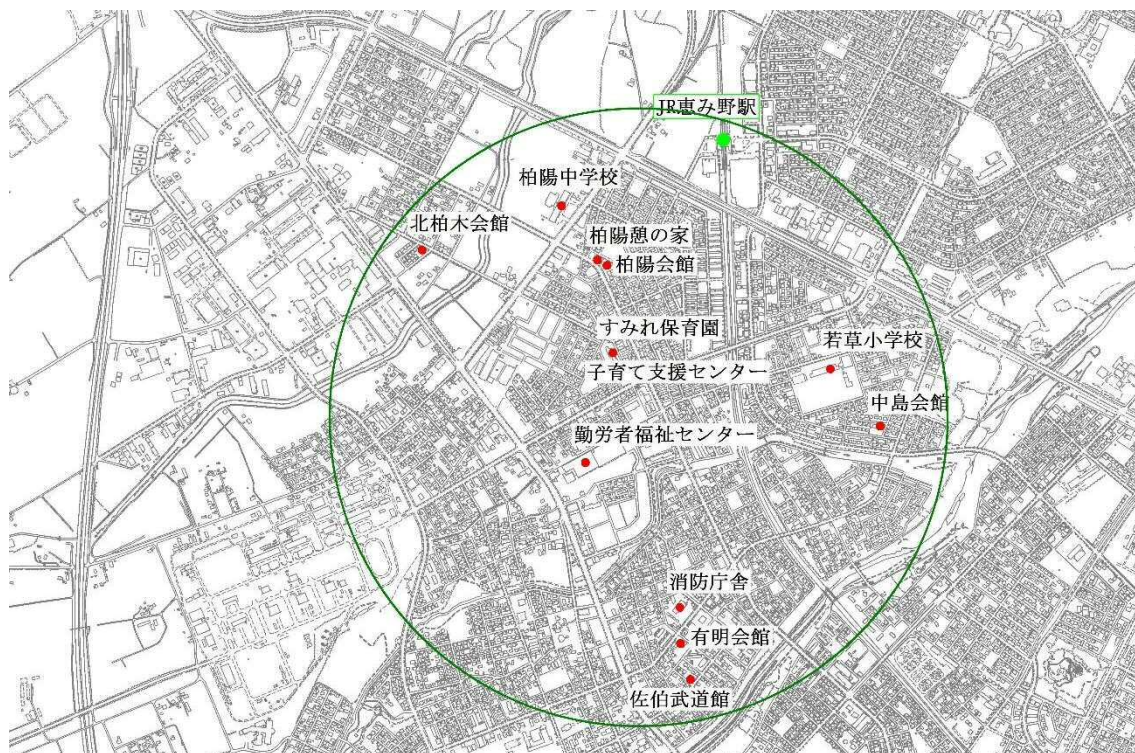 JR恵み野駅
柏陽中学校
北柏木会館
柏陽憩の家
柏陽会館
すみれ保育園
若草小学校
子育て支援センター
中島会館
勤労者福祉センター
消防庁舎
有明会館
佐伯武道館